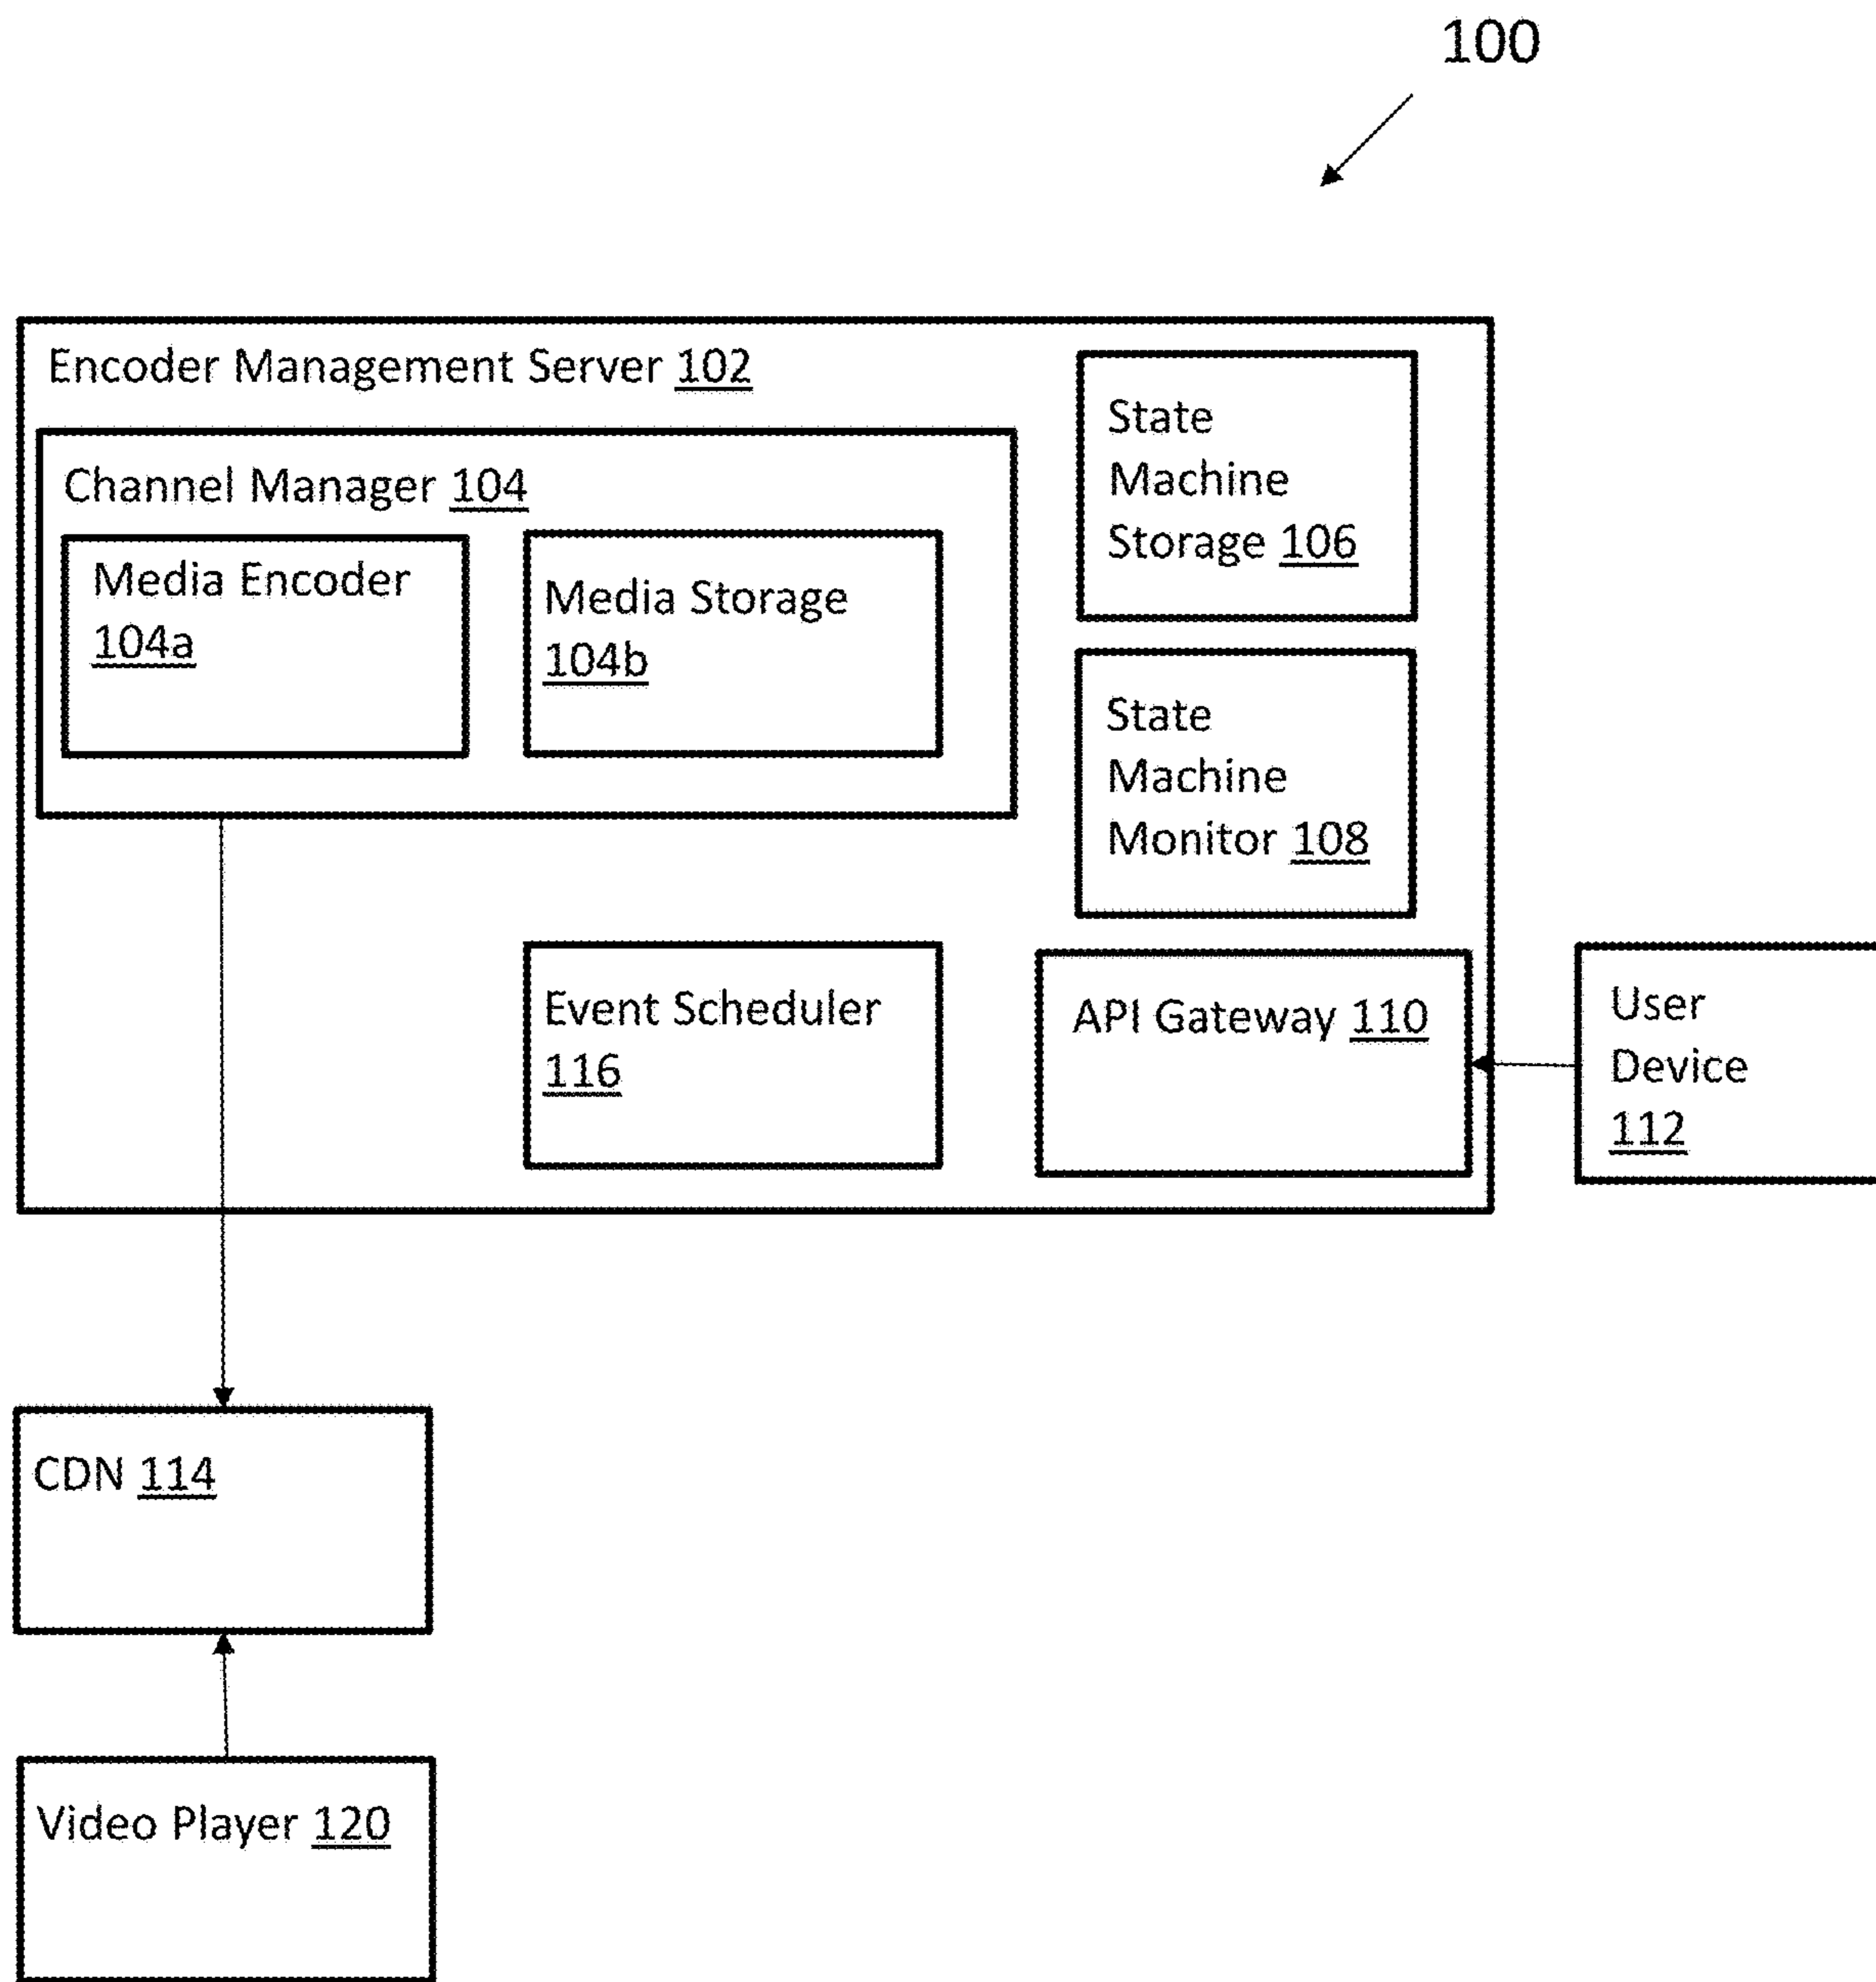 100
Encoder Management Server 102
Channel Manager 104
Media Encoder
104a
Media Storage
104b
State
Machine
Storage 106
State
Machine
Monitor 108
Event Scheduler
116
API Gateway 110
User
Device
112
CDN 114
Video Player 120